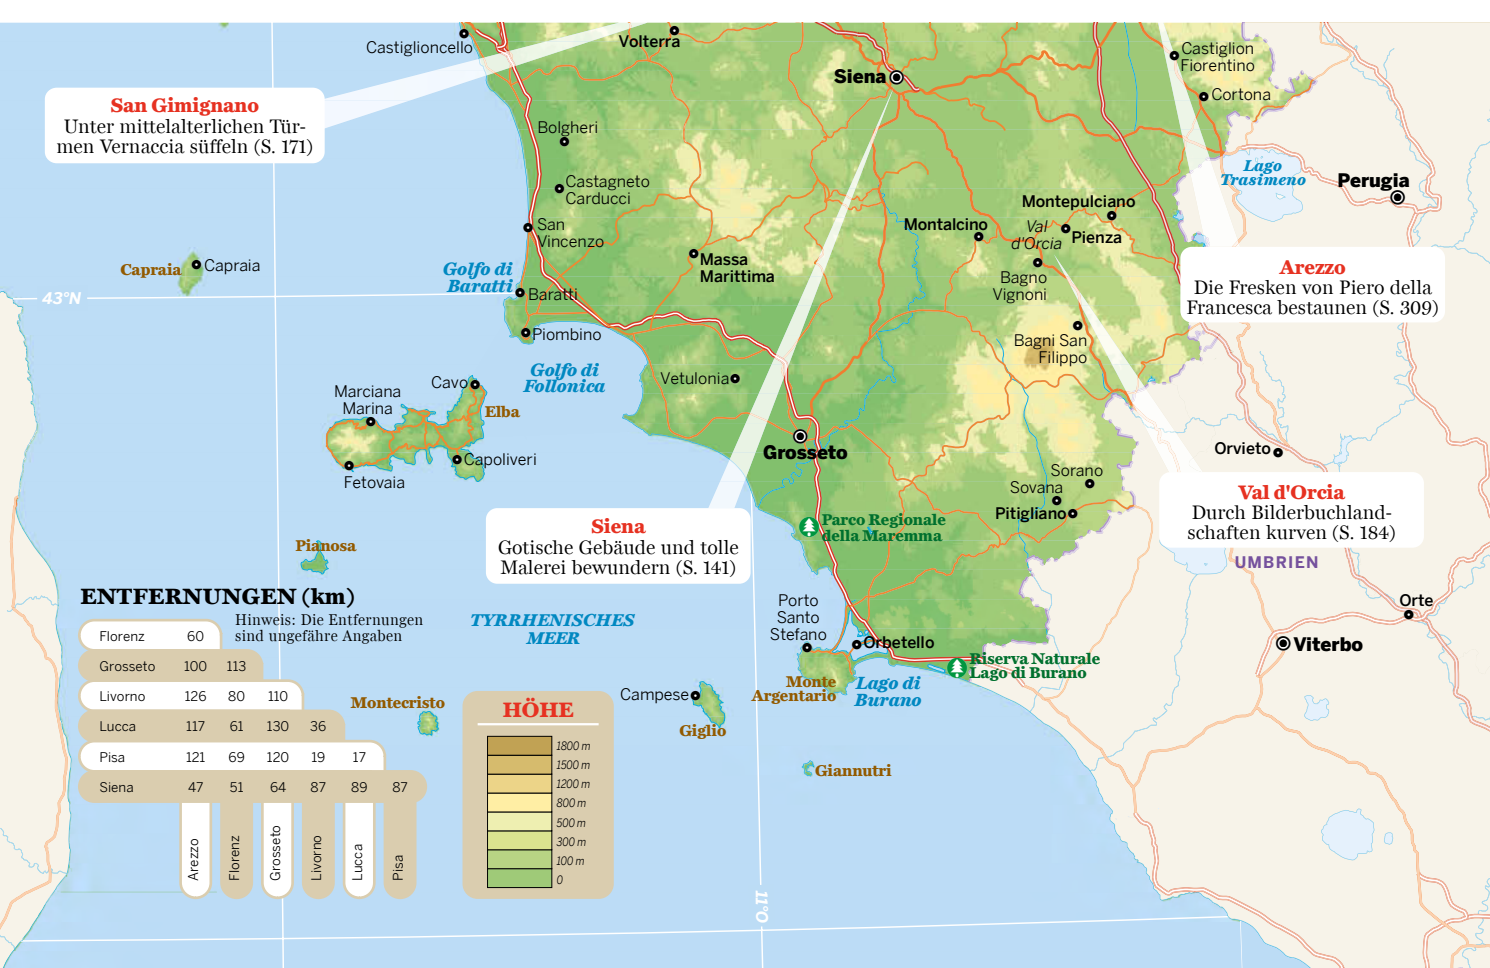 Castiglioncello
Volterra
Siena
Castiglion
Fiorentino
Cortona
San Gimignano
Unter mittelalterlichen Tür-
men Vernaccia süffeln (S. 171)
Bolgheri
Castagneto
Carducci
San
Vincenzo
Lago
Trasimeno
Perugia
Montepulciano
Montalcino
Val
d'Orcia
Pienza
Bagno
Vignoni
Massa
Marittima
Capraia
Capraia
43°N
Golfo di
Baratti
Baratti
Piombino
Arezzo
Die Fresken von Piero della
Francesca bestaunen (S. 309)
Bagni San
Filippo
Golfo di
Follonica
Vetulonia
Marciana
Marina
Cavo
Elba
Capoliveri
Fetovaia
Grosseto
Orvieto
Sorano
Sovana
Pitigliano
Val d'Orcia
Durch Bilderbuchland-
schaften kurven (S. 184)
UMBRIEN
Siena
Gotische Gebäude und tolle
Malerei bewundern (S. 141)
Parco Regionale
della Maremma
Pianosa
TYRRHENISCHES
MEER
Porto
Santo
Stefano
Orbetello
Orte
Viterbo
Riserva Naturale
Lago di Burano
Monte
Argentario
Lago di
Burano
Campese
Giglio
Montecristo
Giannutri
11°O
ENTFERNUNGEN (km)
Hinweis: Die Entfernungen
sind ungefähre Angaben
Florenz 60
Grosseto 100 113
Livorno 126 80 110
Lucca 117 61 130 36
Pisa 121 69 120 19 17
Siena 47 51 64 87 89 87
Arezzo
Florenz
Grosseto
Livorno
Lucca
Pisa
HÖHE
1800 m
1500 m
1200 m
800 m
500 m
300 m
100 m
0